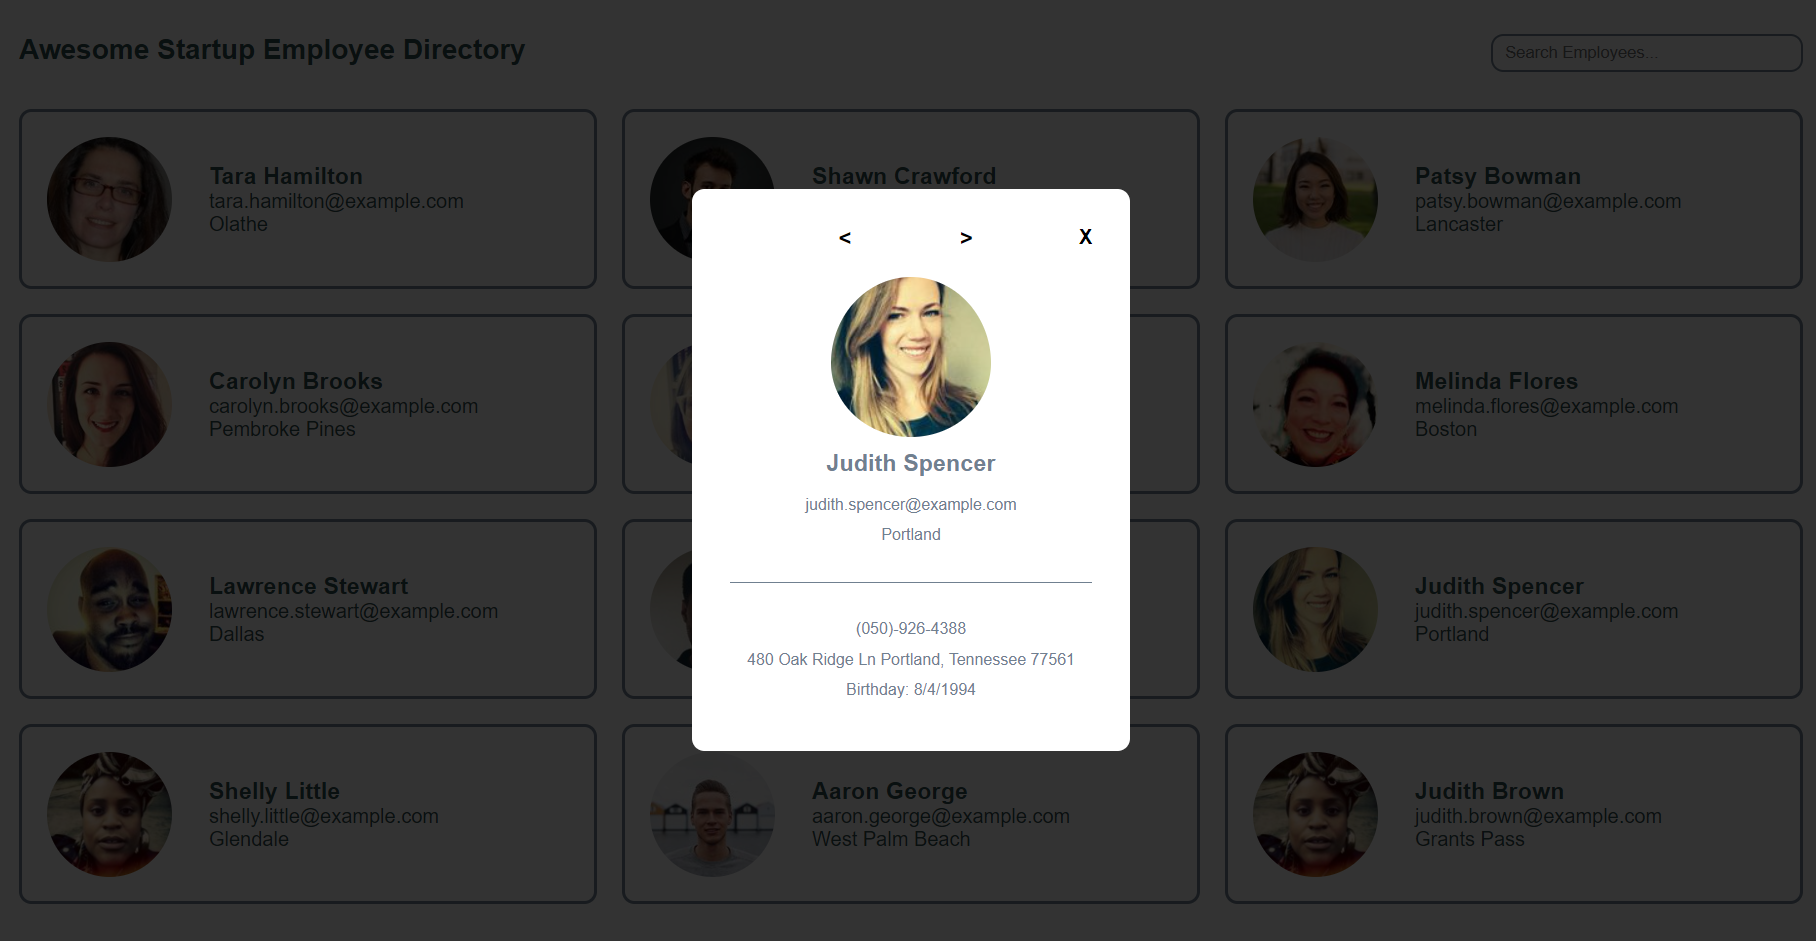 Awesome Startup Employee Directory
Search Employees...
Tara Hamilton
tara.hamilton@example.com
Olathe
Shawn Crawford
Patsy Bowman
patsy.bowman@example.com
Lancaster
Carolyn Brooks
carolyn.brooks@example.com
Pembroke Pines
Melinda Flores
melinda.flores@example.com
Boston
Lawrence Stewart
lawrence.stewart@example.com
Dallas
Judith Spencer
judith.spencer@example.com
Portland
Shelly Little
shelly.little@example.com
Glendale
Aaron George
aaron.george@example.com
West Palm Beach
Judith Brown
judith.brown@example.com
Grants Pass
< > X
Judith Spencer
judith.spencer@example.com
Portland
(050)-926-4388
480 Oak Ridge Ln Portland, Tennessee 77561
Birthday: 8/4/1994